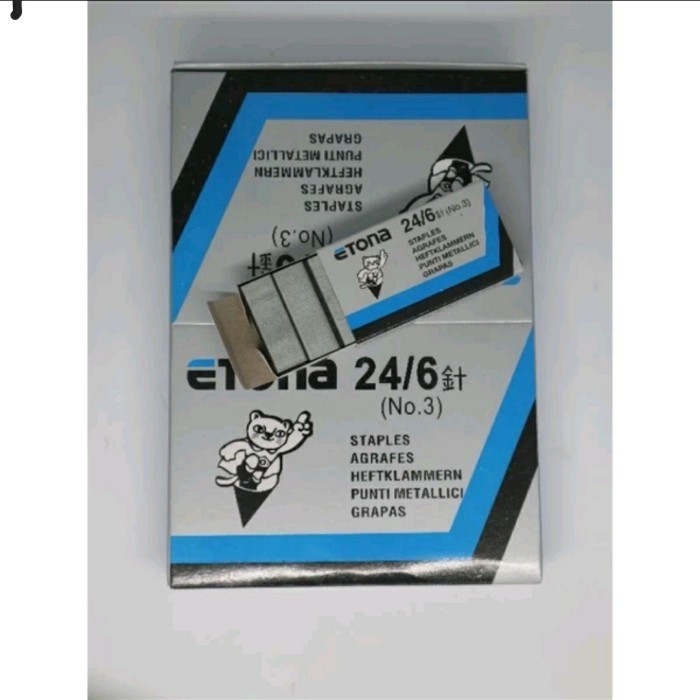 GRAPAS
PUNTI METALLICI
HEFTKLAMMERN
AGRAFES
STAPLES
(No.3)
針
ETONA 24/6針(No.3)
STAPLES
AGRAFES
HEFTKLAMMERN
PUNTI METALLICI
GRAPAS
ETONA 24/6針
(No.3)
STAPLES
AGRAFES
HEFTKLAMMERN
PUNTI METALLICI
GRAPAS